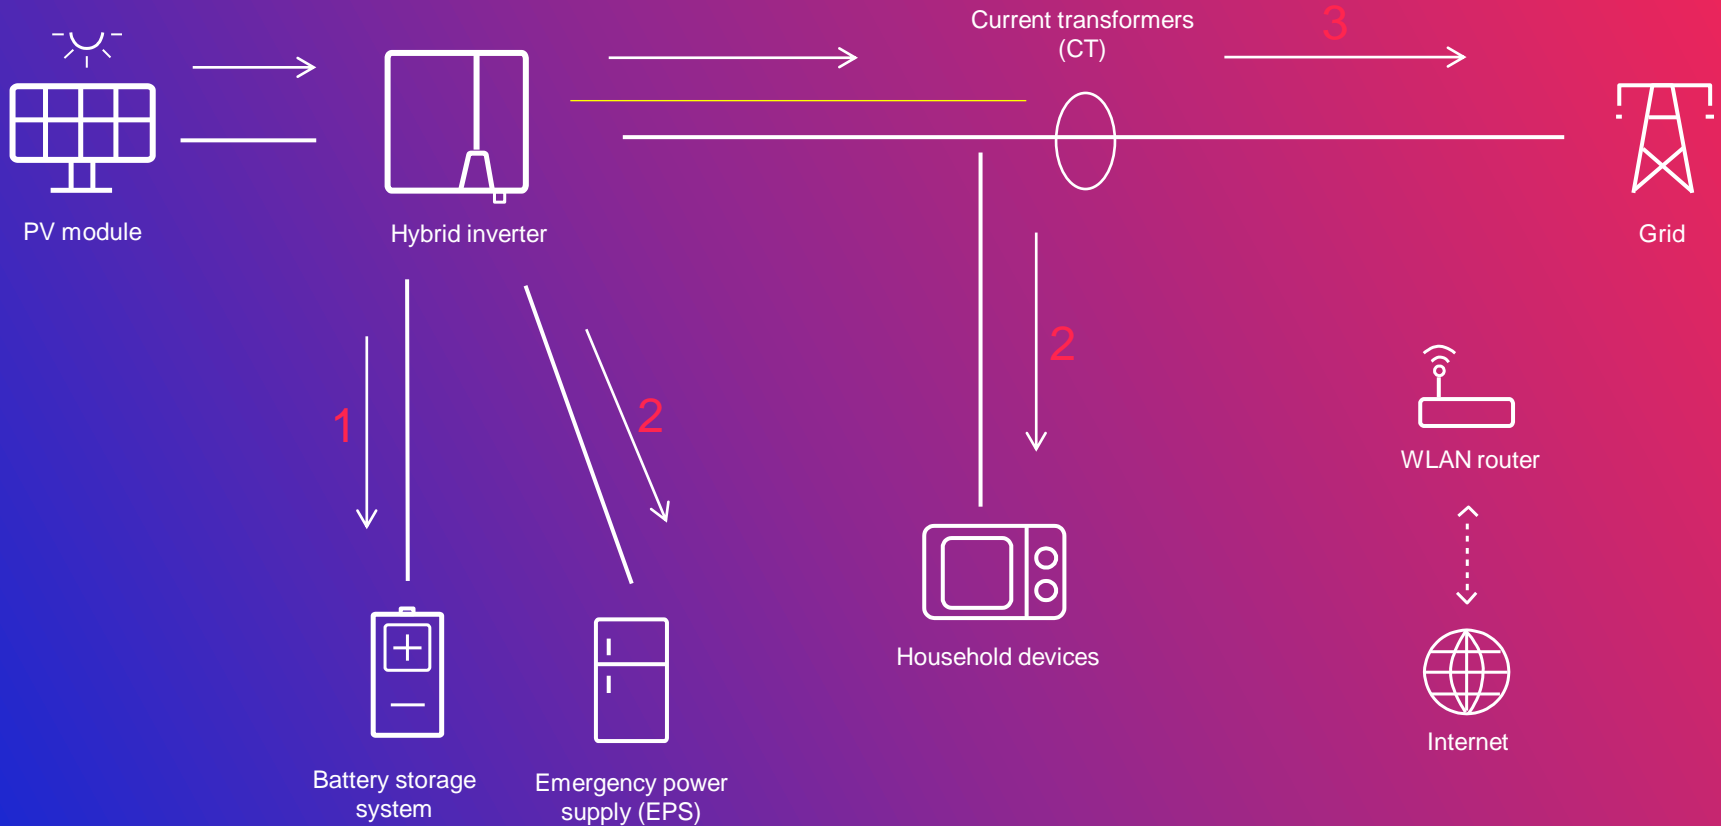 Current transformers
(CT)
3
PV module
Hybrid inverter
Grid
1
2
2
WLAN router
Household devices
Internet
Battery storage
system
Emergency power
supply (EPS)